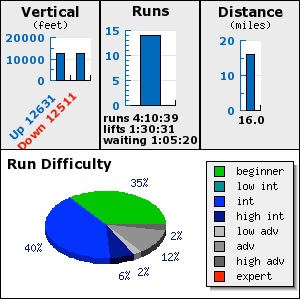 Vertical
(feet)
20000
10000
0
Up 12631
Down 12511
Runs
15
10
5
0
runs 4:10:39
lifts 1:30:31
waiting 1:05:20
Distance
(miles)
20
10
0
16.0
Run Difficulty
35%
40%
6%
2%
12%
2%
beginner
low int
int
high int
low adv
adv
high adv
expert